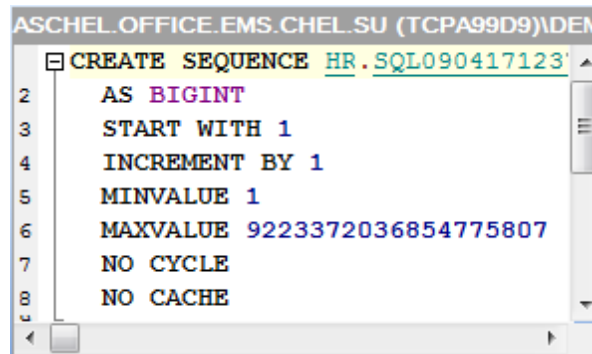 ASCHEL.OFFICE.EMS.CHEL.SU (TCPA99D9)\DEM
CREATE SEQUENCE HR.SQL090417123
2 AS BIGINT
3 START WITH 1
4 INCREMENT BY 1
5 MINVALUE 1
6 MAXVALUE 9223372036854775807
7 NO CYCLE
8 NO CACHE